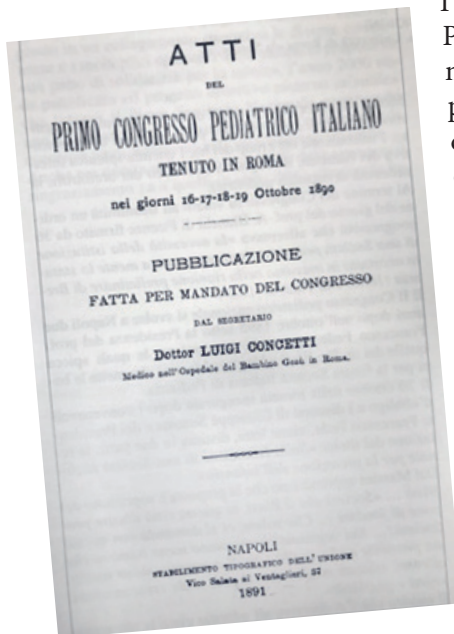 ATTI
DEL
PRIMO CONGRESSO PEDIATRICO ITALIANO
TENUTO IN ROMA
nei giorni 16-17-18-19 Ottobre 1890
PUBBLICAZIONE
FATTA PER MANDATO DEL CONGRESSO
DAL SEGRETARIO
Dottor LUIGI CONCETTI
Medico nell'Ospedale del Bambino Gesù in Roma.
NAPOLI
STABILIMENTO TIPOGRAFICO DELL'UNIONE
Vico Salata ai Ventaglieri,
1891